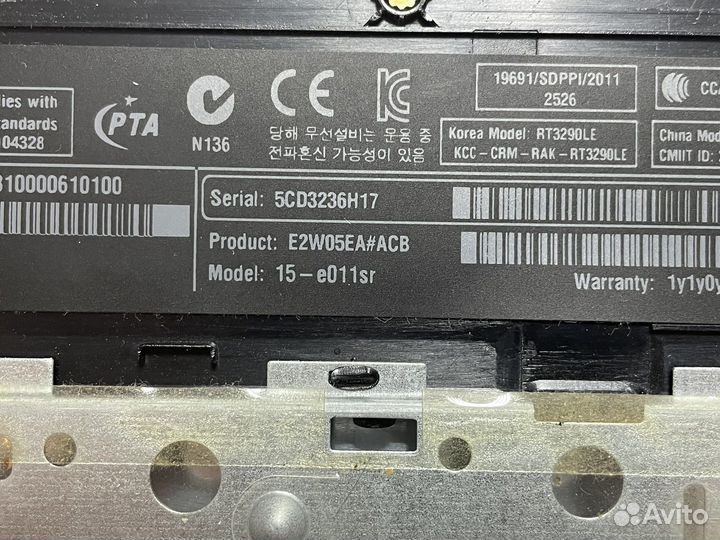 lies with
tandards
04328
PTA
N136
CE
당해 무선설비는 운용 중
전파혼신 가능성이 있음
19691/SDPPI/2011
2526
Korea Model: RT3290LE
KCC-CRM-RAK-RT3290LE
CCA
China Mod
CMIIT ID:
310000610100
Serial: 5CD3236H17
Product: E2W05EA#ACB
Model: 15-e011sr
Warranty: 1y1y0y
Avito